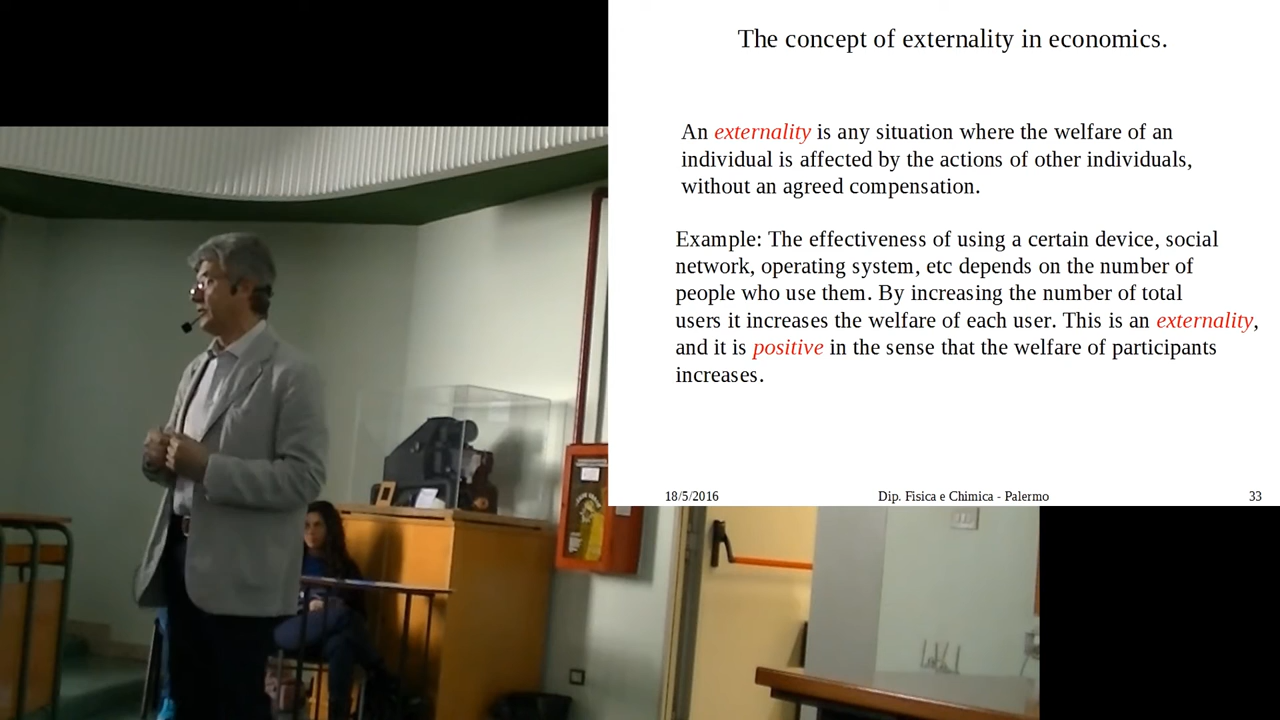 The concept of externality in economics.
An externality is any situation where the welfare of an
individual is affected by the actions of other individuals,
without an agreed compensation.
Example: The effectiveness of using a certain device, social
network, operating system, etc depends on the number of
people who use them. By increasing the number of total
users it increases the welfare of each user. This is an externality,
and it is positive in the sense that the welfare of participants
increases.
18/5/2016 Dip. Fisica e Chimica - Palermo 33